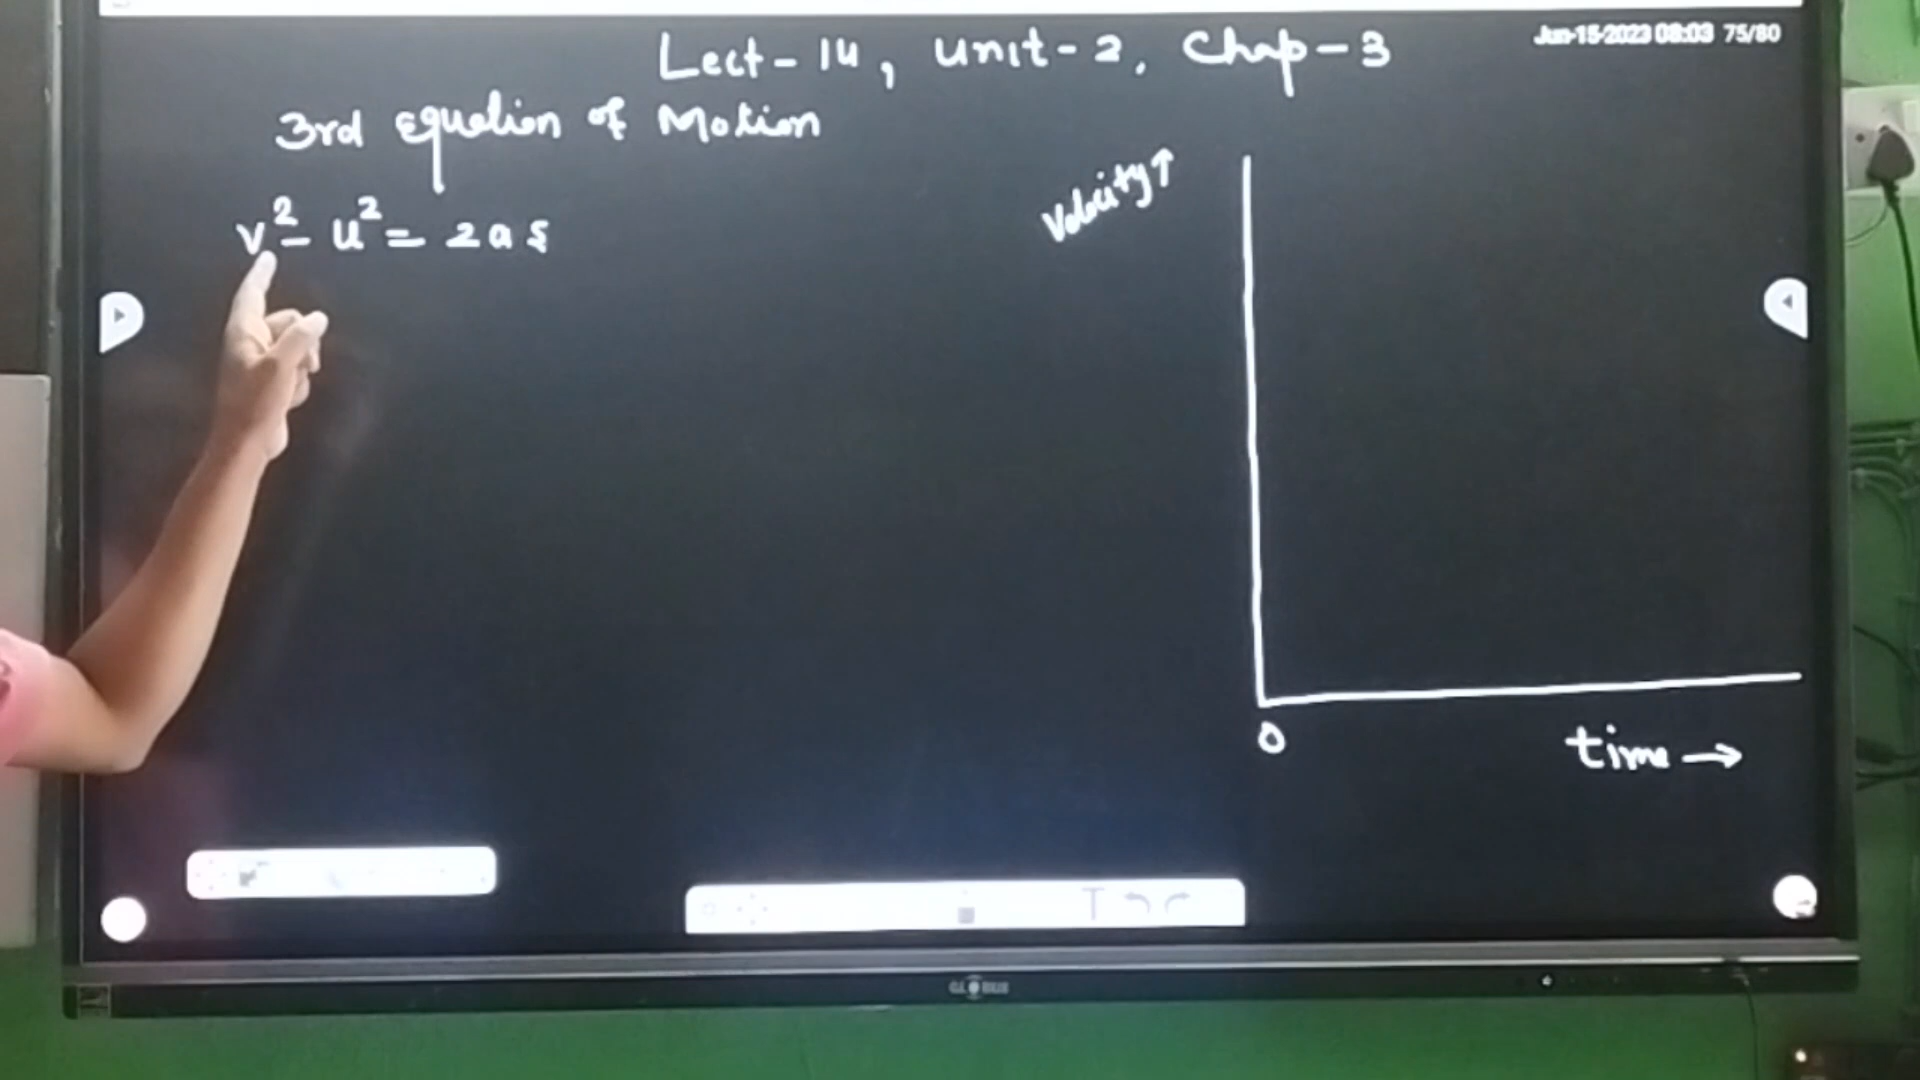 Lect-14, Unit-2, Chap-3
Jun-15-2023 08:03 75/80
3rd Equation of Motion
v² - u² = 2as
Velocity↑
0
time →
T
GLOBUS